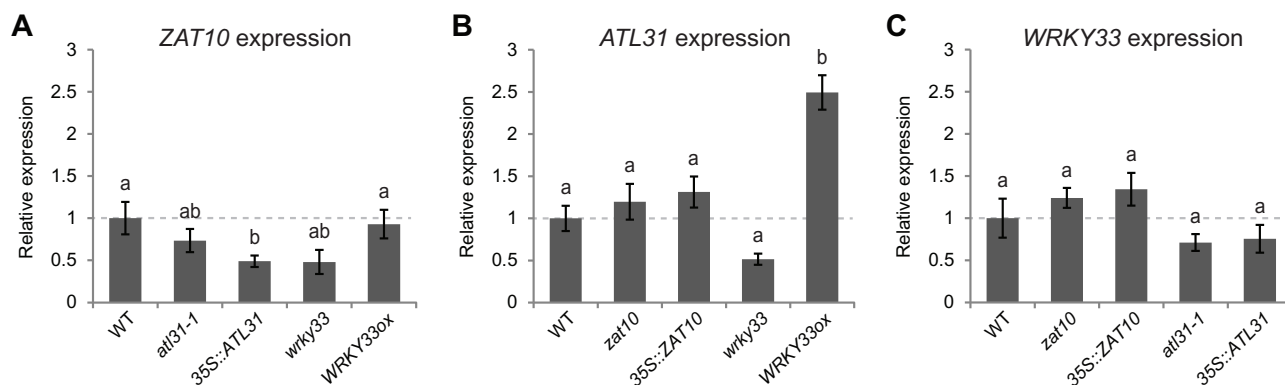 A
ZAT10 expression
Relative expression
3
2.5
2
1.5
1
0.5
0
a
ab
b
ab
a
WT
atl31-1
35S::ATL31
wrky33
WRKY33ox
B
ATL31 expression
Relative expression
3
2.5
2
1.5
1
0.5
0
a
a
a
a
b
WT
zat10
35S::ZAT10
wrky33
WRKY33ox
C
WRKY33 expression
Relative expression
3
2.5
2
1.5
1
0.5
0
a
a
a
a
a
WT
zat10
35S::ZAT10
atl31-1
35S::ATL31